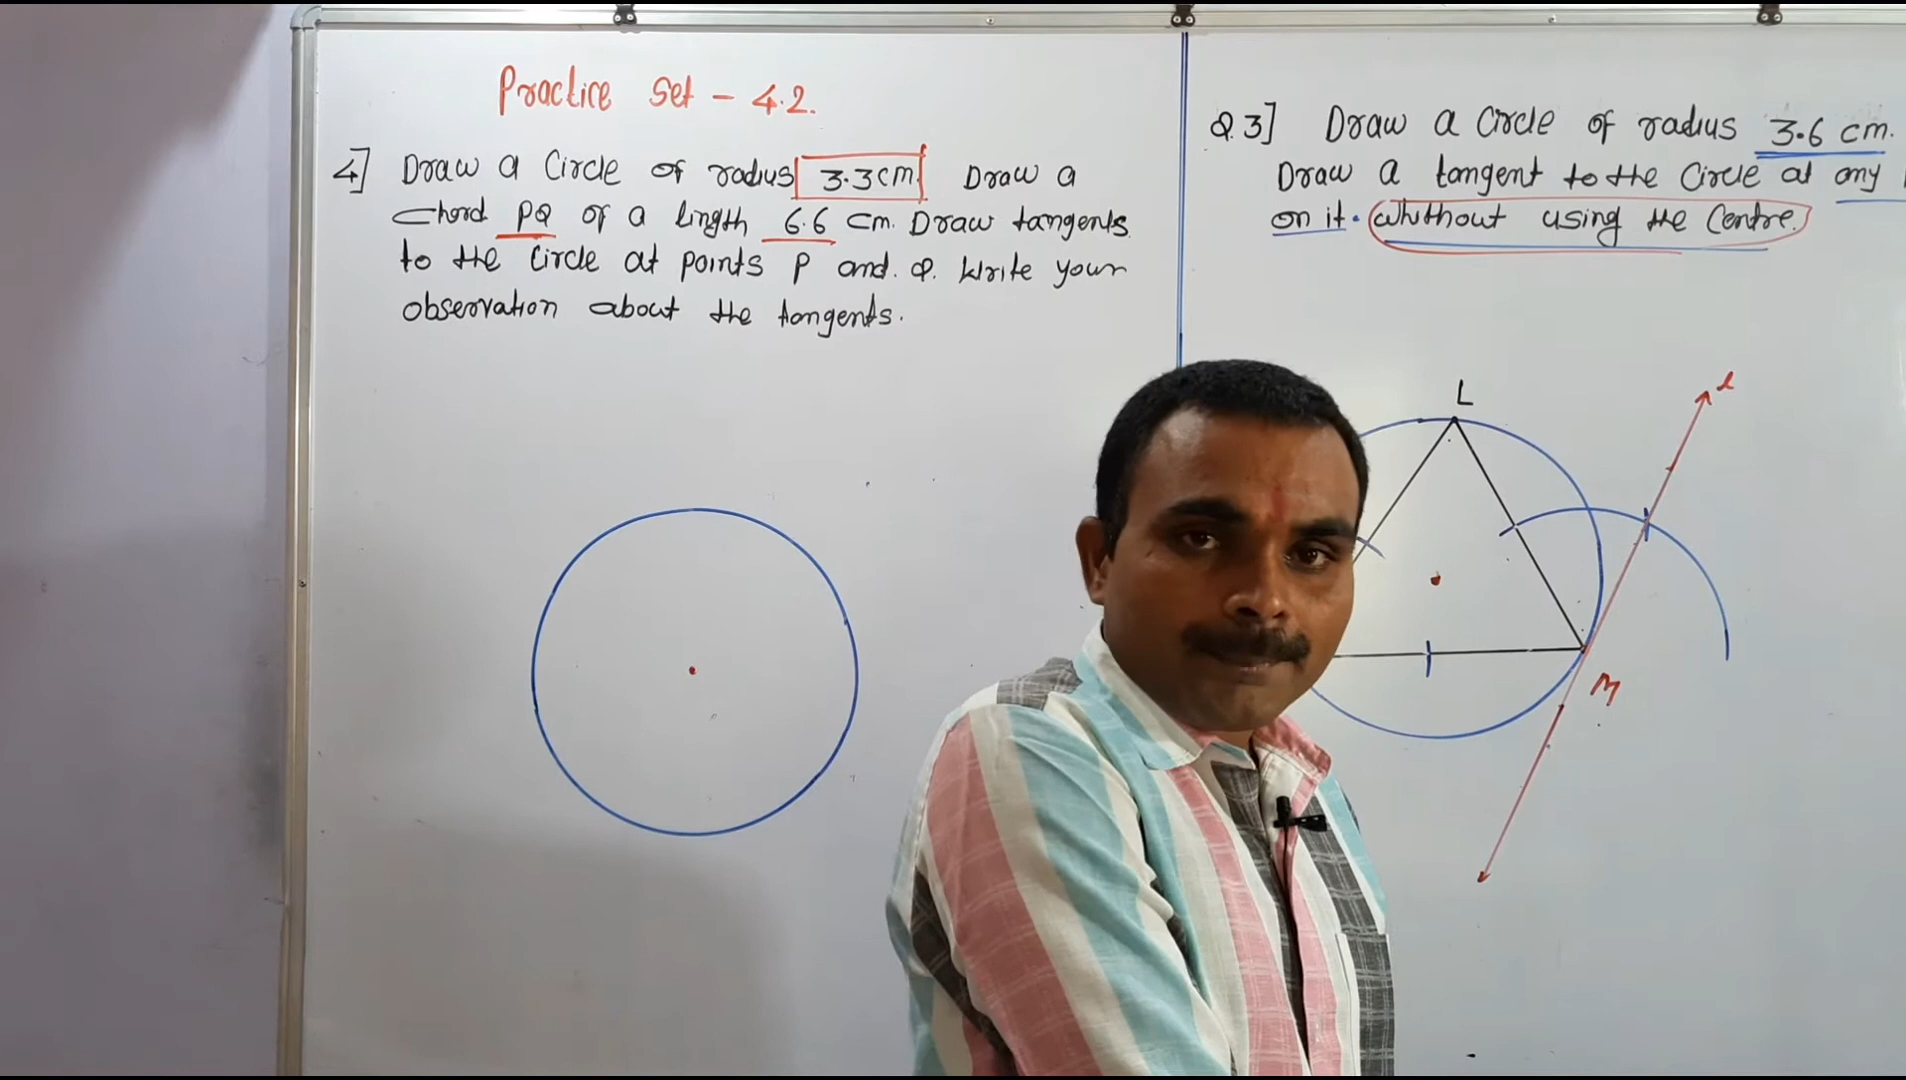 Practice Set - 4.2.
4] Draw a Circle of radius 3.3cm. Draw a
Chord PQ of a lingth 6.6 cm. Draw tangents
to the circle at points P and. Q. Write your
observation about the tangents.
Q.3] Draw a Circle of radius 3.6 cm.
Draw a tangent to the Circle at any
on it. Whithout using the Centre.
L
l
M